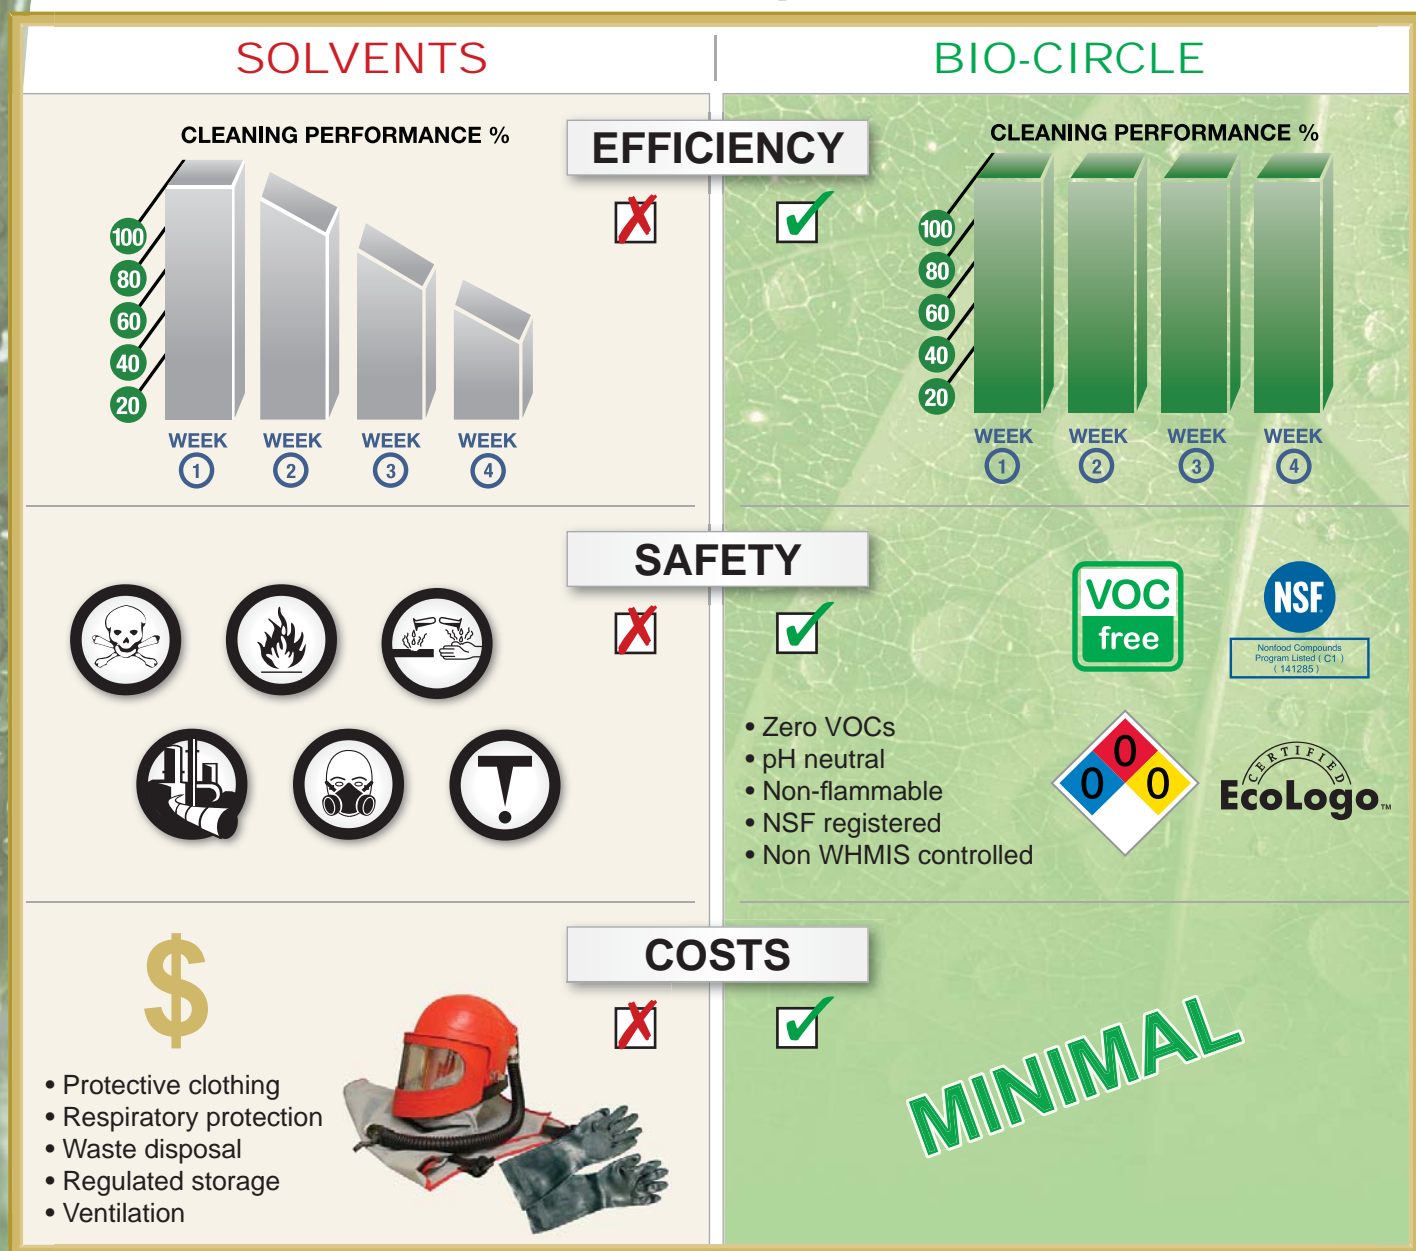 SOLVENTS
BIO-CIRCLE
EFFICIENCY
CLEANING PERFORMANCE %
100
80
60
40
20
WEEK WEEK WEEK WEEK
1 2 3 4
CLEANING PERFORMANCE %
100
80
60
40
20
WEEK WEEK WEEK WEEK
1 2 3 4
SAFETY
VOC
free
NSF
Nonfood Compounds
Program Listed ( C1 )
( 141285 )
• Zero VOCs
• pH neutral
• Non-flammable
• NSF registered
• Non WHMIS controlled
0
0 0
CERTIFIED
EcoLogo™
COSTS
$
• Protective clothing
• Respiratory protection
• Waste disposal
• Regulated storage
• Ventilation
MINIMAL